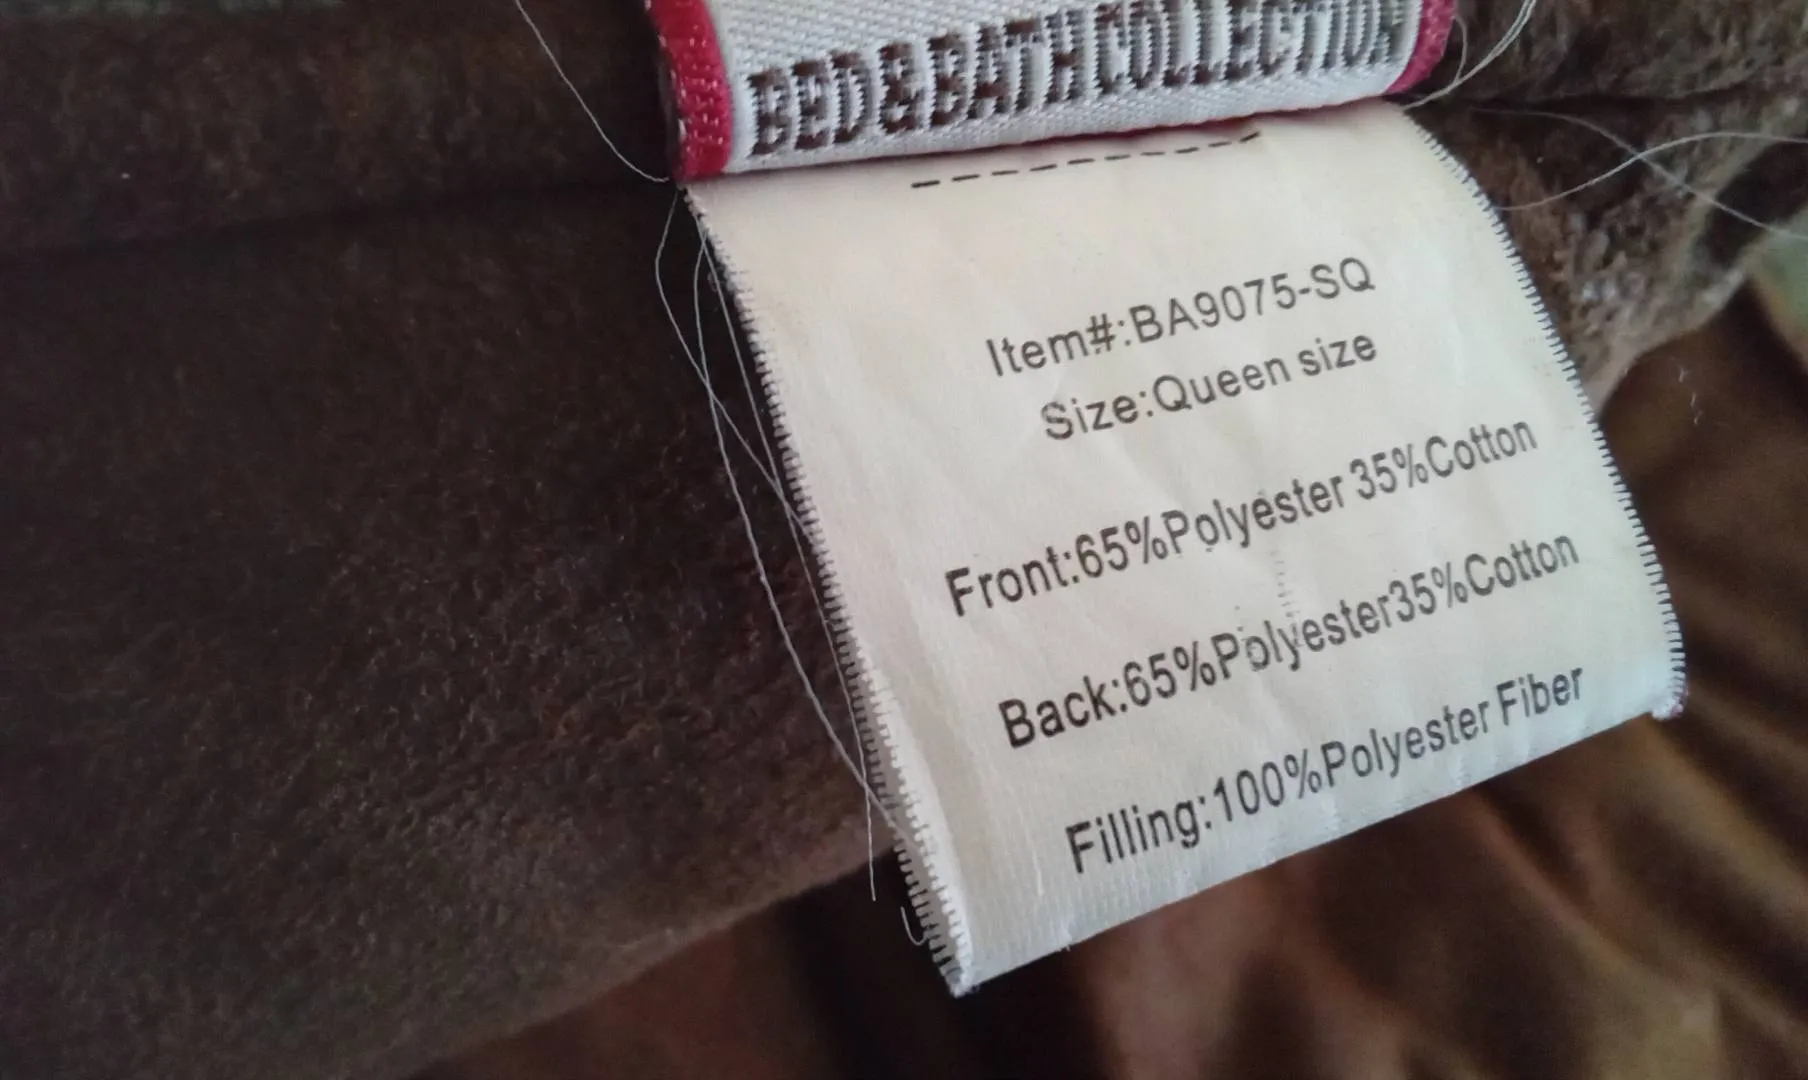 BED & BATH COLLECTION
Item#:BA9075-SQ
Size:Queen size
Front:65%Polyester 35%Cotton
Back:65%Polyester35%Cotton
Filling:100%Polyester Fiber